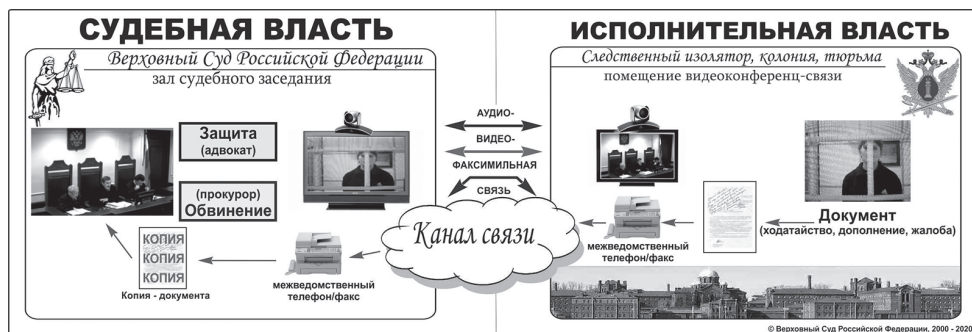 СУДЕБНАЯ ВЛАСТЬ
Верховный Суд Российской Федерации
зал судебного заседания
Защита
(адвокат)
(прокурор)
Обвинение
КОПИЯ
КОПИЯ
КОПИЯ
Копия - документа
межведомственный
телефон/факс
АУДИО-
ВИДЕО-
ФАКСИМИЛЬНАЯ
СВЯЗЬ
Канал связи
ИСПОЛНИТЕЛЬНАЯ ВЛАСТЬ
Следственный изолятор, колония, тюрьма
помещение видеоконференц-связи
межведомственный
телефон/факс
Документ
(ходатайство, дополнение, жалоба)
© Верховный Суд Российской Федерации. 2000 - 2020